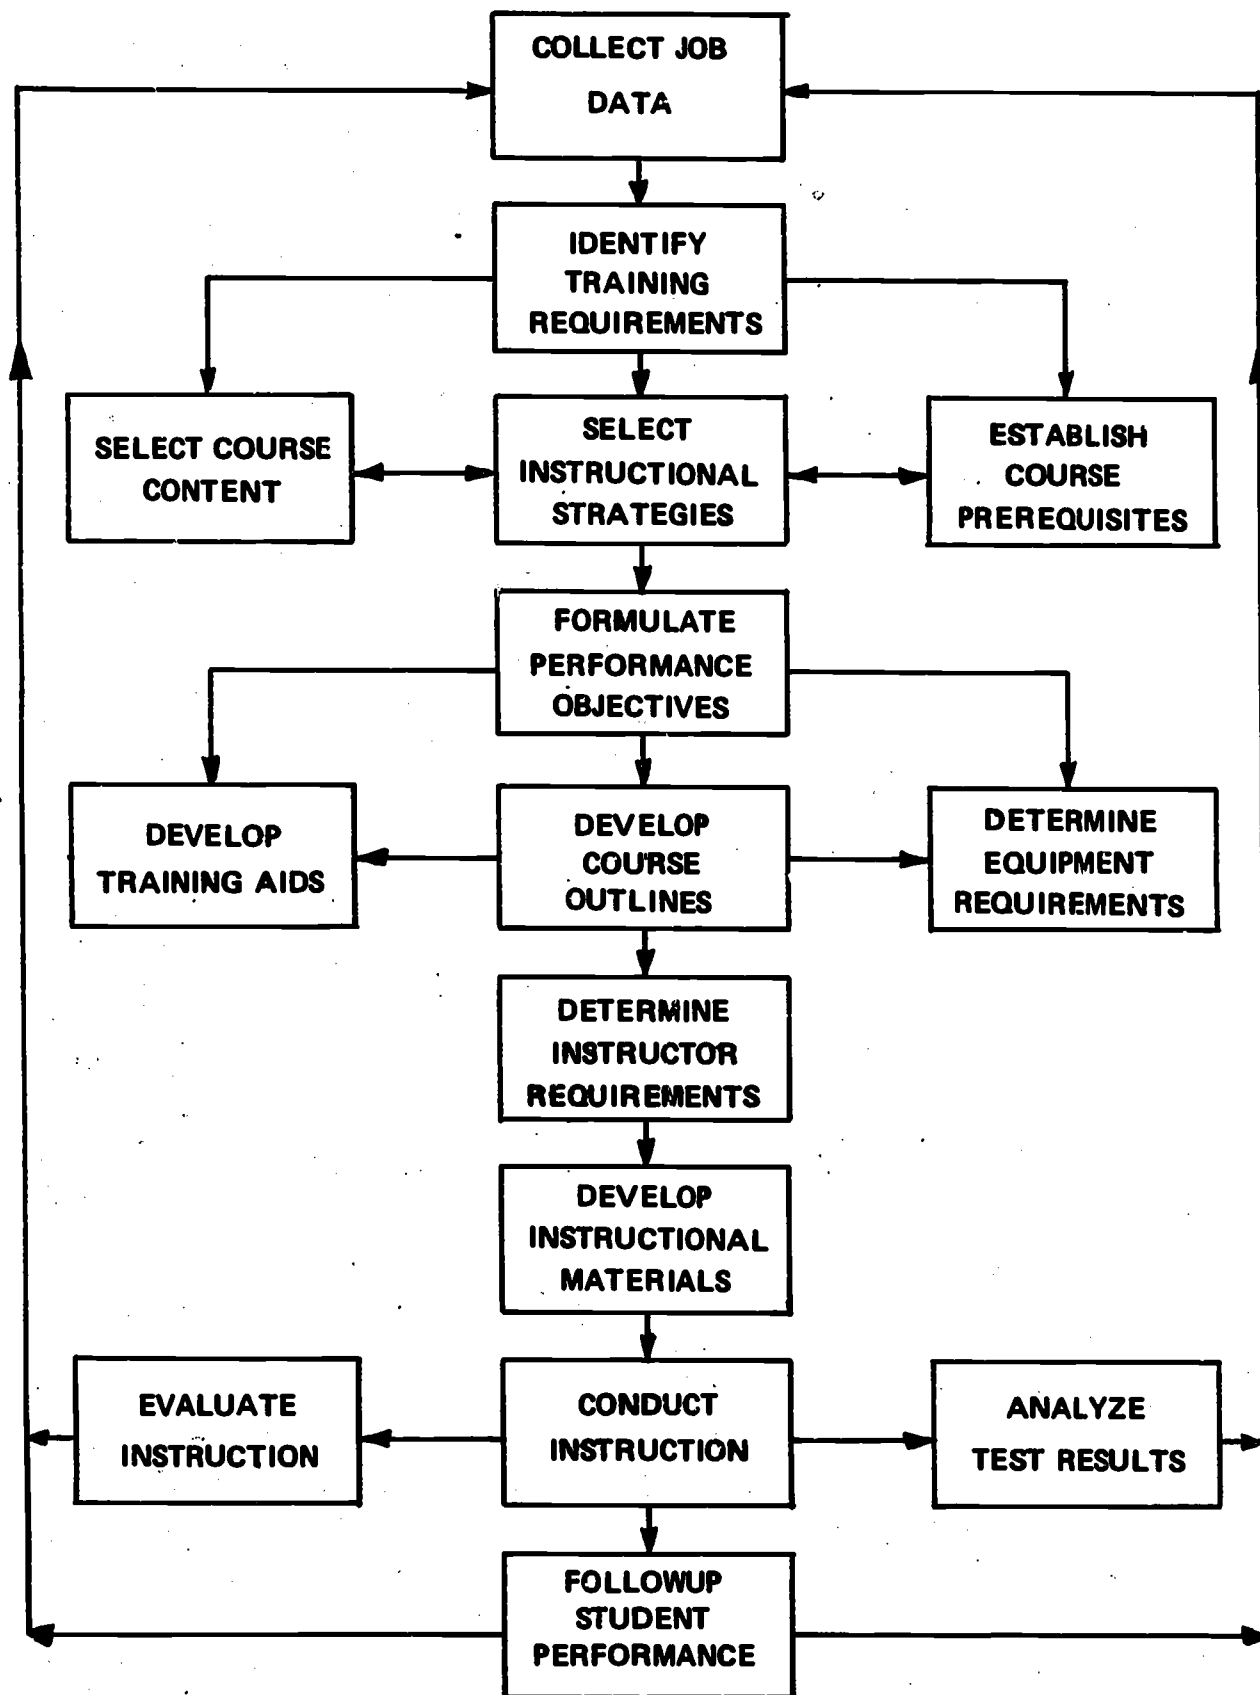 COLLECT JOB
DATA
IDENTIFY
TRAINING
REQUIREMENTS
SELECT COURSE
CONTENT
SELECT
INSTRUCTIONAL
STRATEGIES
ESTABLISH
COURSE
PREREQUISITES
FORMULATE
PERFORMANCE
OBJECTIVES
DEVELOP
TRAINING AIDS
DEVELOP
COURSE
OUTLINES
DETERMINE
EQUIPMENT
REQUIREMENTS
DETERMINE
INSTRUCTOR
REQUIREMENTS
DEVELOP
INSTRUCTIONAL
MATERIALS
EVALUATE
INSTRUCTION
CONDUCT
INSTRUCTION
ANALYZE
TEST RESULTS
FOLLOWUP
STUDENT
PERFORMANCE